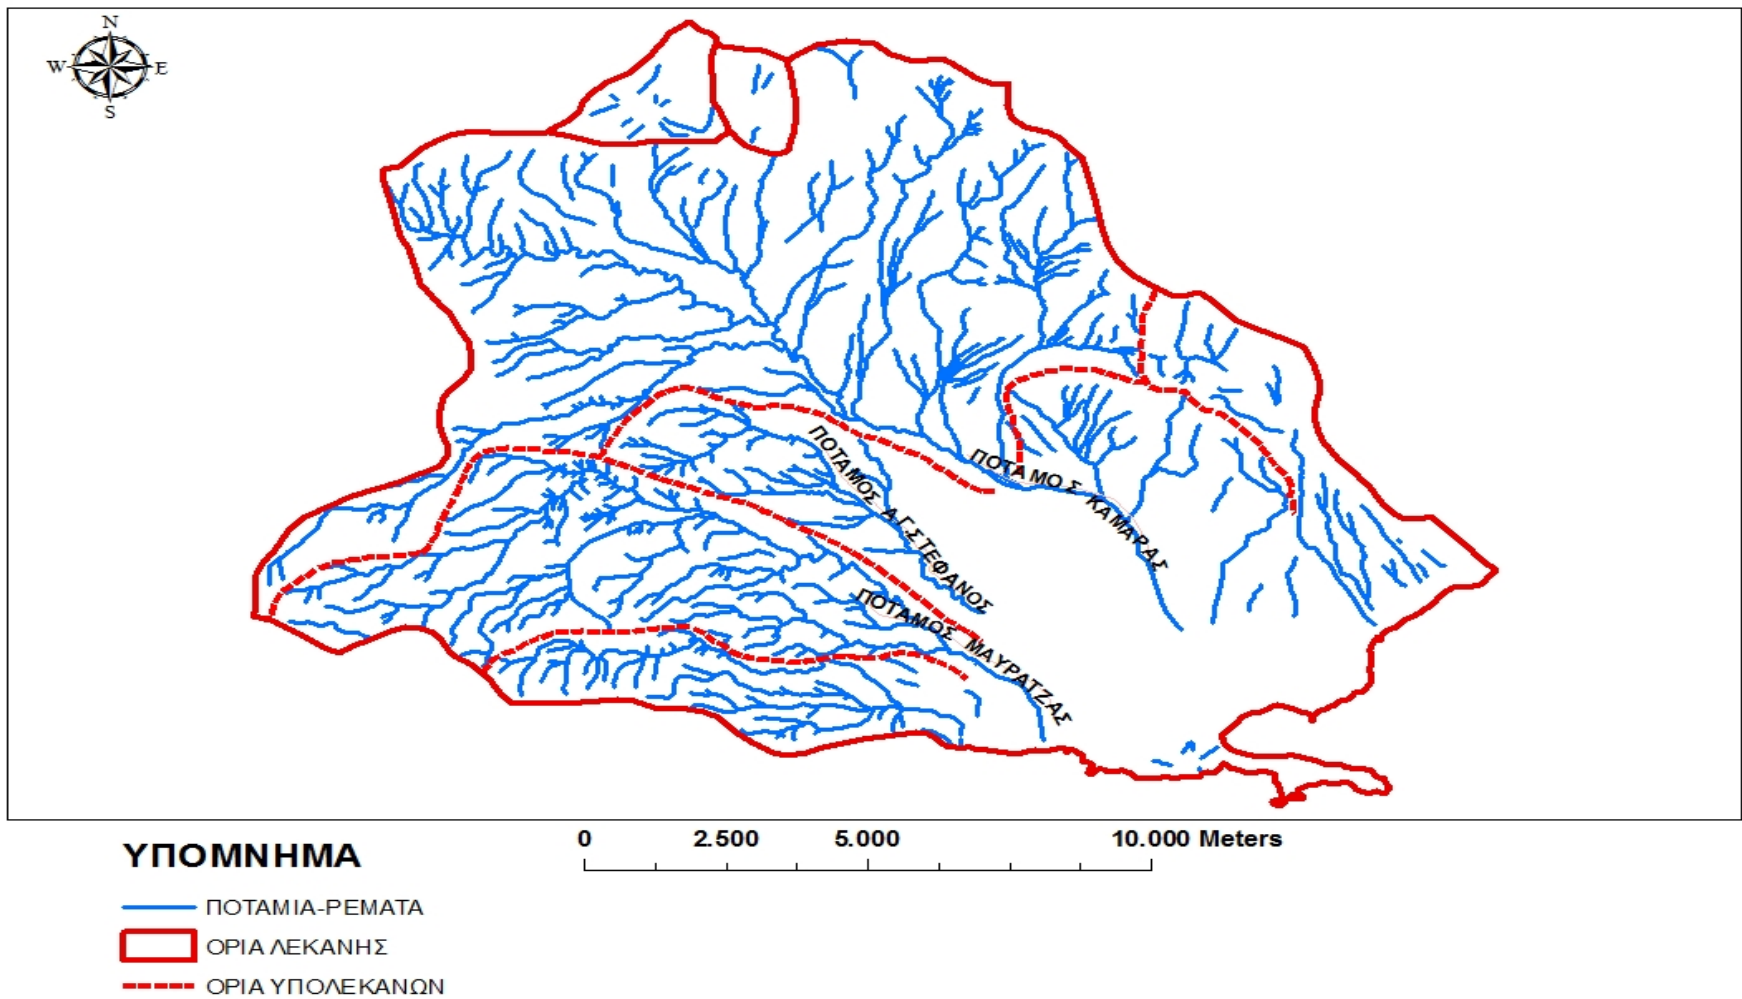 N
W E
S
ΠΟΤΑΜΟΣ ΑΓ.ΣΤΕΦΑΝΟΣ
ΠΟΤΑΜΟΣ ΚΑΜΑΡΑΣ
ΠΟΤΑΜΟΣ ΜΑΥΡΑΤΖΑΣ
0 2.500 5.000 10.000 Meters
ΥΠΟΜΝΗΜΑ
ΠΟΤΑΜΙΑ-ΡΕΜΑΤΑ
ΟΡΙΑ ΛΕΚΑΝΗΣ
ΟΡΙΑ ΥΠΟΛΕΚΑΝΩΝ